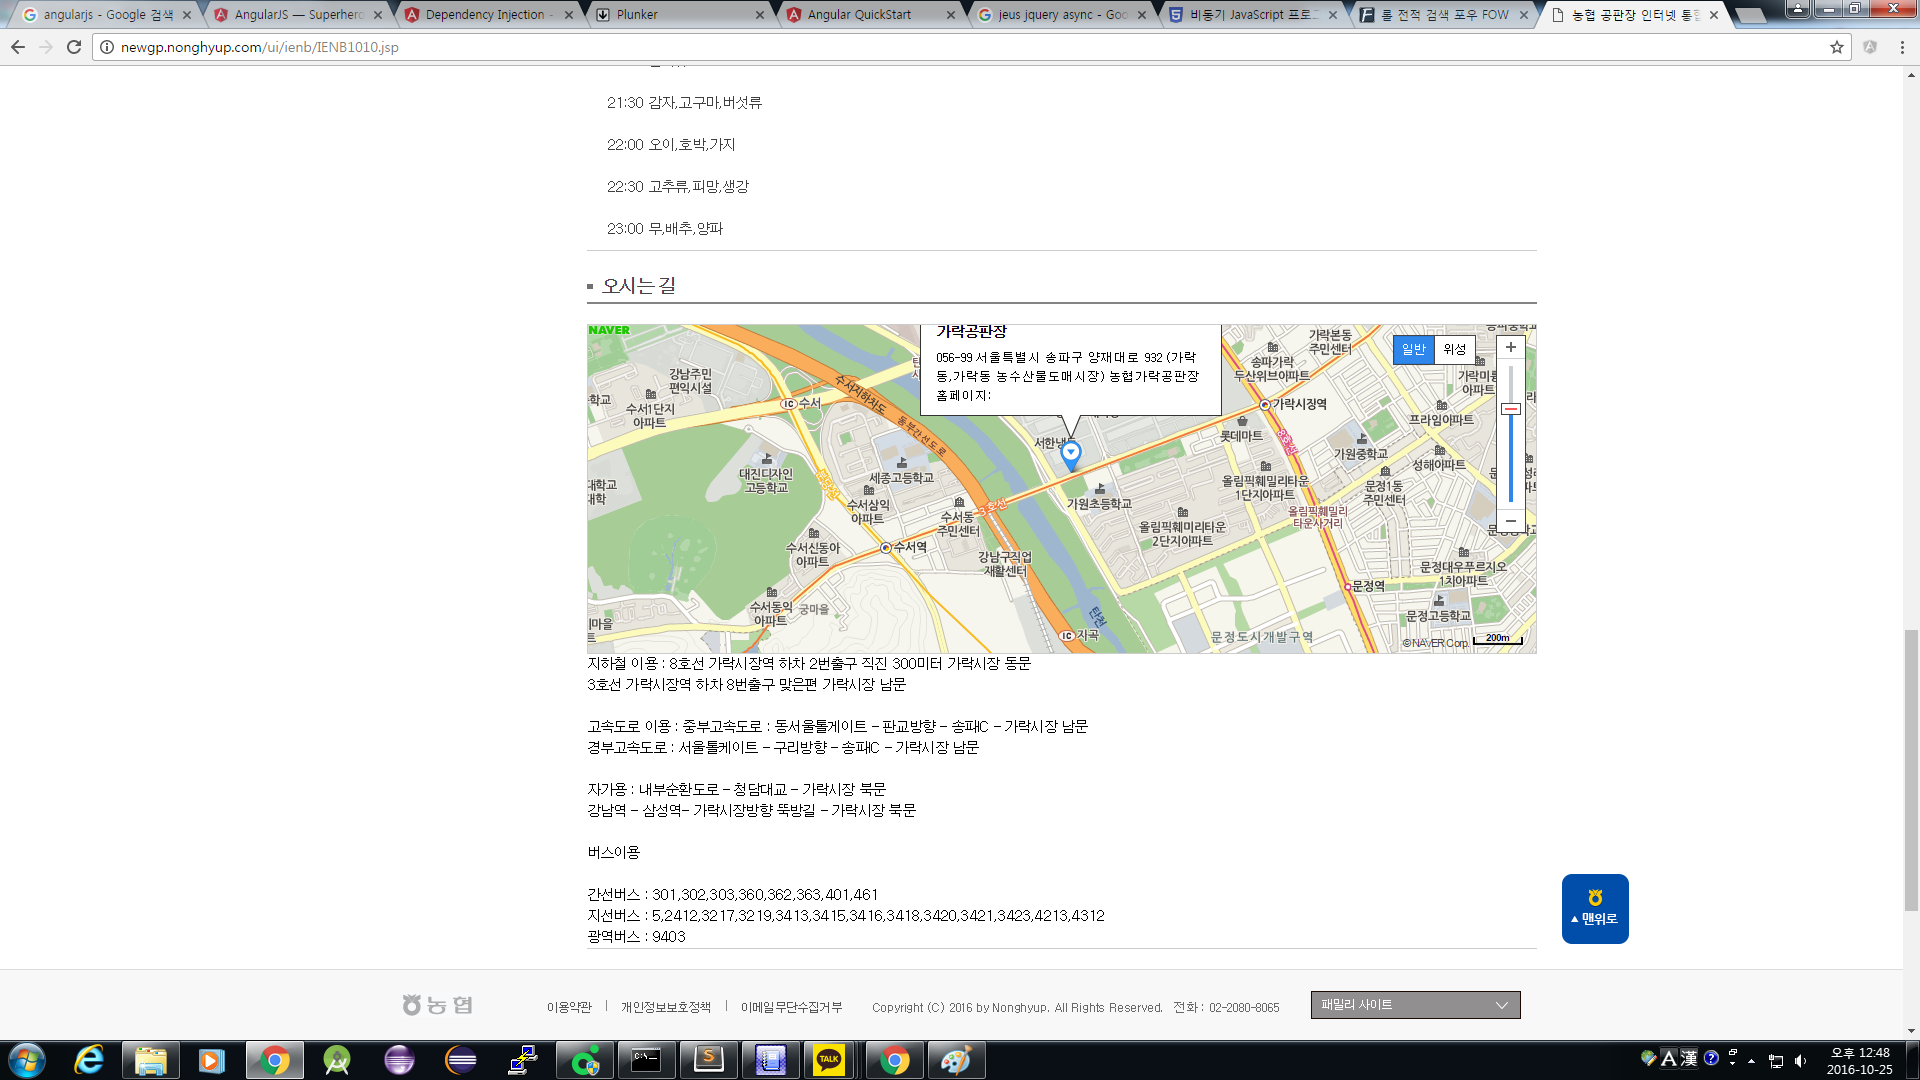 angularjs - Google 검색
AngularJS — Superhero
Dependency Injection -
Plunker
Angular QuickStart
jeus jquery async - Goo
비동기 JavaScript 프로그
롤 전적 검색 포우 FOW
농협 공판장 인터넷 통합
newgp.nonghyup.com/ui/ienb/IENB1010.jsp
21:30 감자,고구마,버섯류
22:00 오이,호박,가지
22:30 고추류,피망,생강
23:00 무,배추,양파
오시는 길
NAVER
가락공판장
056-99 서울특별시 송파구 양재대로 932 (가락
동,가락동 농수산물도매시장) 농협가락공판장
홈페이지:
일반
위성
가락본동
주민센터
송파가락
두산위브아파트
강남주민
편익시설
수서1단지
아파트
IC 수서
수서지하차도
동부간선도로
가락시장역
롯데마트
8호선
프라임아파트
가원중학교
성해아파트
대진디자인
고등학교
세종고등학교
분당선
수서삼익
아파트
수서동
주민센터
3호선
가원초등학교
올림픽훼밀리타운
1단지아파트
문정1동
주민센터
올림픽훼밀리
타운사거리
올림픽훼미리타운
2단지아파트
수서신동아
아파트
수서역
강남구직업
재활센터
문정대우푸르지오
1차아파트
문정역
수서동익
아파트
궁마을
탄천
문정고등학교
IC 지곡
문정도시개발구역
© NAVER Corp.
200m
지하철 이용 : 8호선 가락시장역 하차 2번출구 직진 300미터 가락시장 동문
3호선 가락시장역 하차 8번출구 맞은편 가락시장 남문
고속도로 이용 : 중부고속도로 : 동서울톨게이트 - 판교방향 - 송파IC - 가락시장 남문
경부고속도로 : 서울톨케이트 - 구리방향 - 송파IC - 가락시장 남문
자가용 : 내부순환도로 - 청담대교 - 가락시장 북문
강남역 - 삼성역- 가락시장방향 뚝방길 - 가락시장 북문
버스이용
간선버스 : 301,302,303,360,362,363,401,461
지선버스 : 5,2412,3217,3219,3413,3415,3416,3418,3420,3421,3423,4213,4312
광역버스 : 9403
맨위로
농협
이용약관
개인정보보호정책
이메일무단수집거부
Copyright (C) 2016 by Nonghyup. All Rights Reserved. 전화 : 02-2080-8065
패밀리 사이트
C:\_
TALK
A 漢
오후 12:48
2016-10-25